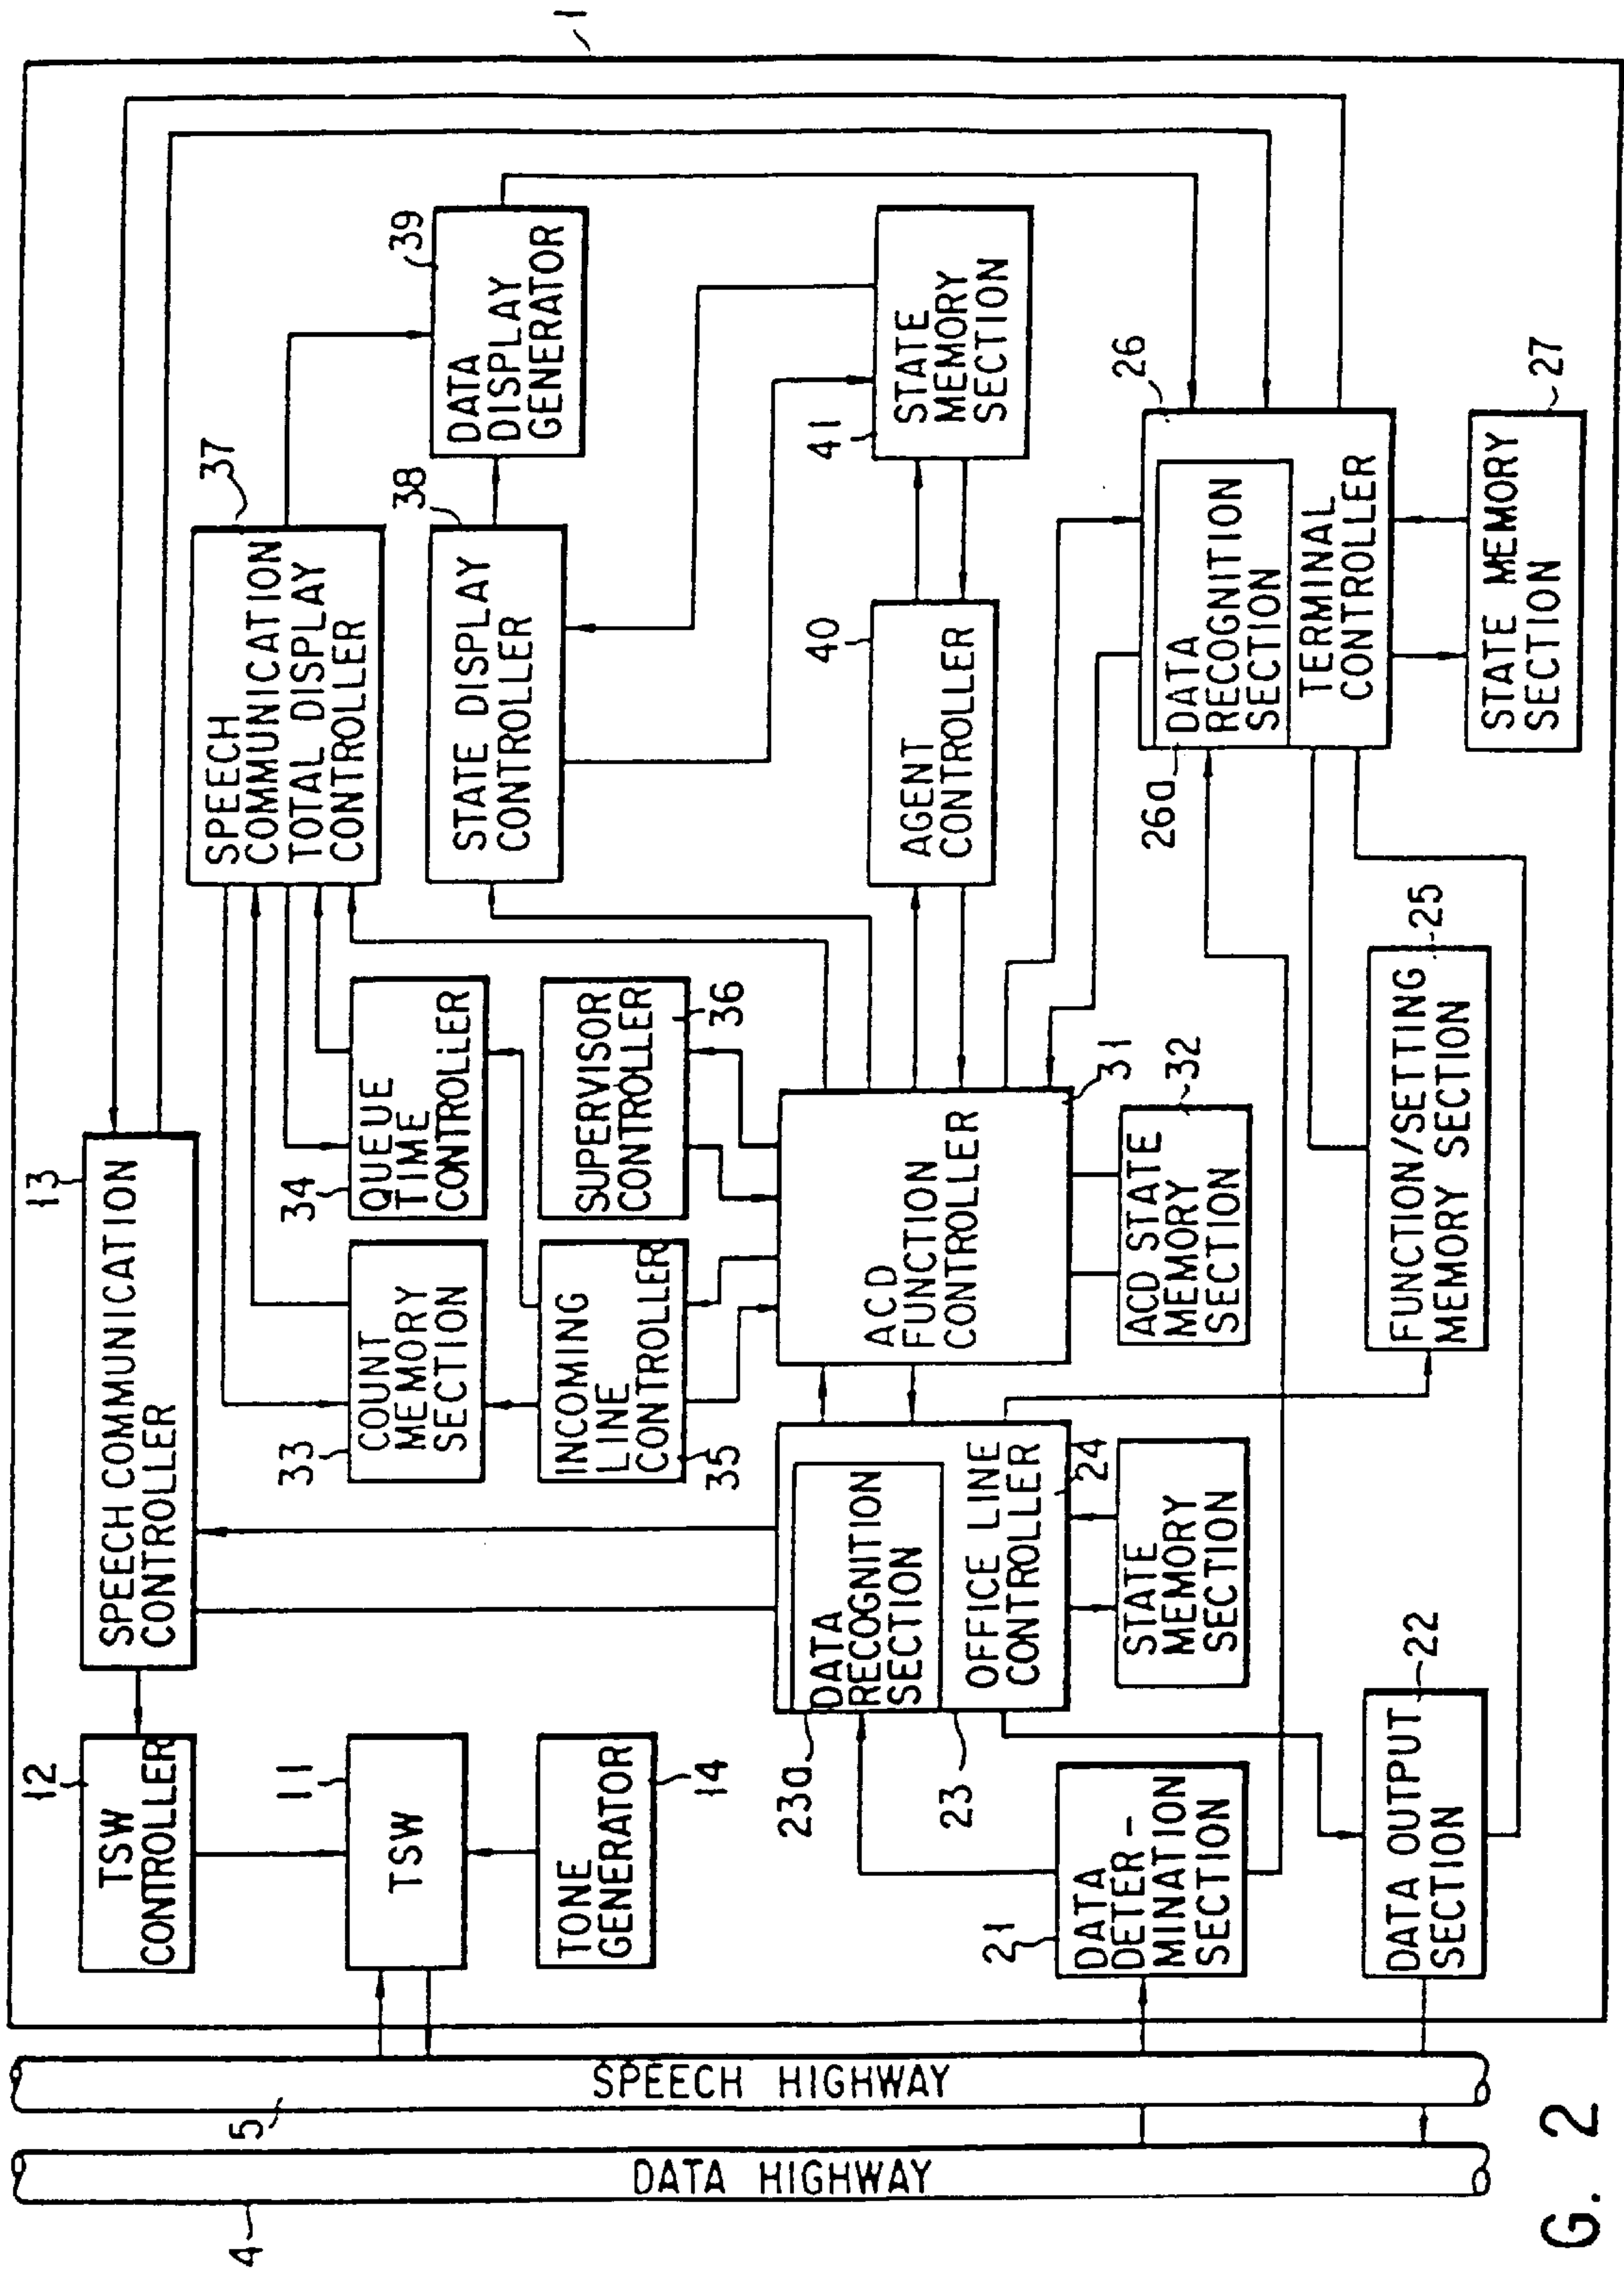 1
12
TSW
CONTROLLER
13
SPEECH COMMUNICATION
CONTROLLER
37
SPEECH
COMMUNICATION
TOTAL DISPLAY
CONTROLLER
39
DATA
DISPLAY
GENERATOR
11
TSW
33
COUNT
MEMORY
SECTION
34
QUEUE
TIME
CONTROLLER
38
STATE DISPLAY
CONTROLLER
14
TONE
GENERATOR
35
INCOMING
LINE
CONTROLLER
36
SUPERVISOR
CONTROLLER
23a
DATA
RECOGNITION
SECTION
23
OFFICE LINE
CONTROLLER
24
STATE
MEMORY
SECTION
31
ACD
FUNCTION
CONTROLLER
32
ACD STATE
MEMORY
SECTION
40
AGENT
CONTROLLER
41
STATE
MEMORY
SECTION
21
DATA
DETER-
MINATION
SECTION
22
DATA OUTPUT
SECTION
25
FUNCTION/SETTING
MEMORY SECTION
26a
DATA
RECOGNITION
SECTION
26
TERMINAL
CONTROLLER
27
STATE MEMORY
SECTION
5
SPEECH HIGHWAY
4
DATA HIGHWAY
G. 2